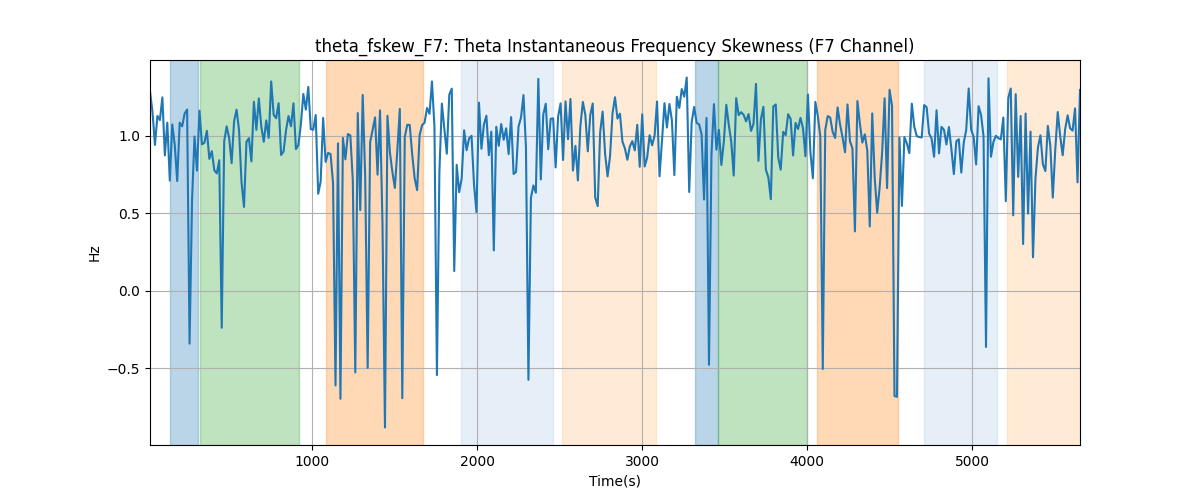 theta_fskew_F7: Theta Instantaneous Frequency Skewness (F7 Channel)
1.0
0.5
0.0
−0.5
Hz
1000 2000 3000 4000 5000
Time(s)